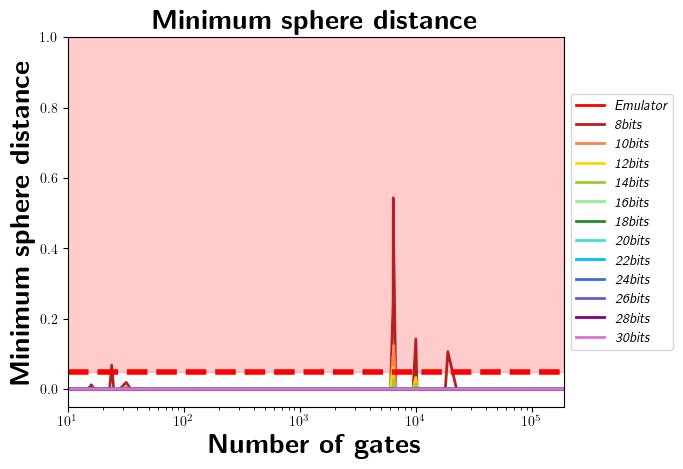 Minimum sphere distance
Minimum sphere distance
1.0
0.8
0.6
0.4
0.2
0.0
10^1
10^2
10^3
10^4
10^5
Number of gates
Emulator
8bits
10bits
12bits
14bits
16bits
18bits
20bits
22bits
24bits
26bits
28bits
30bits